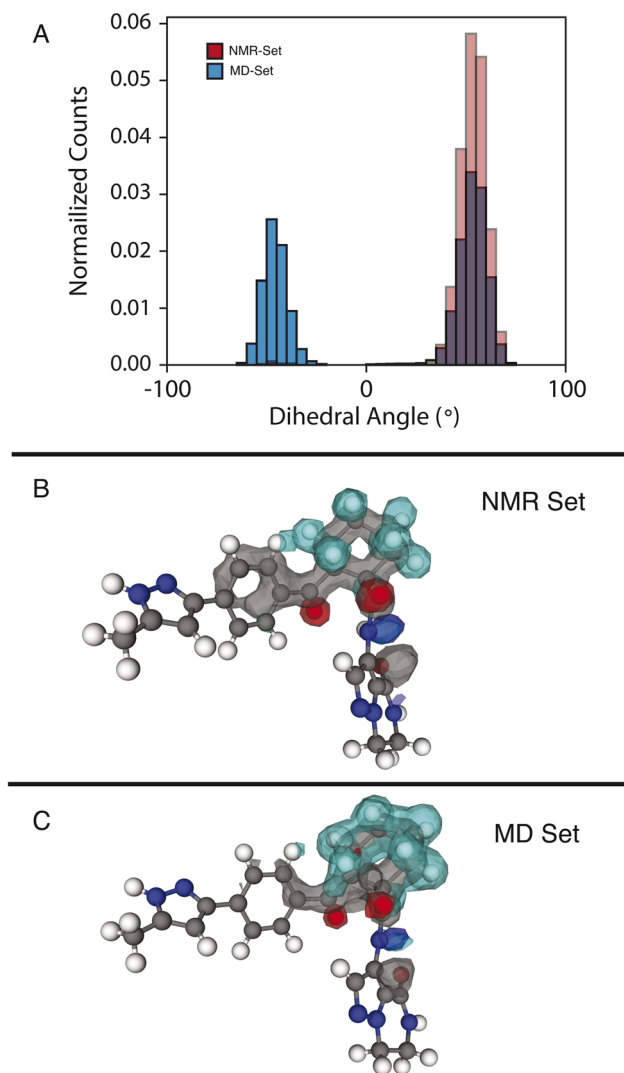 A
0.06
0.05
0.04
0.03
0.02
0.01
0.00
Normailized Counts
NMR-Set
MD-Set
-100
0
100
Dihedral Angle (°)
B
NMR Set
C
MD Set